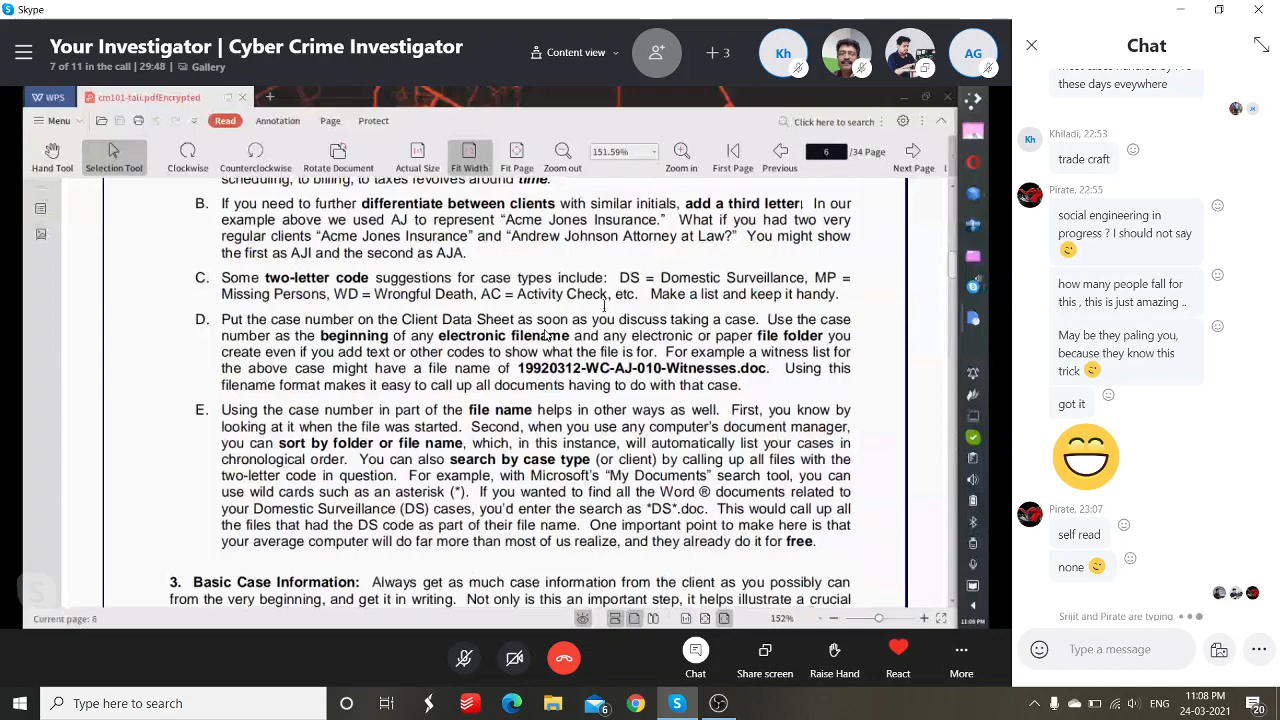 Skype
Your Investigator | Cyber Crime Investigator
7 of 11 in the call | 29:48 | Gallery
Content view
+ 3
Kh
AG
WPS
cm101-tali.pdfEncrypted
Menu
Read
Annotation
Page
Protect
Click here to search
Hand Tool
Selection Tool
Clockwise
Counterclockwise
Rotate Document
Actual Size
Fit Width
Fit Page
Zoom out
151.59%
Zoom in
First Page
Previous
6
/34 Page
Next Page
L
scheduling, to billing, to taxes revolves around time.
B. If you need to further differentiate between clients with similar initials, add a third letter. In our
example above we used AJ to represent "Acme Jones Insurance." What if you had two very
regular clients "Acme Jones Insurance" and "Andrew Johnson Attorney at Law?" You might show
the first as AJI and the second as AJA.
C. Some two-letter code suggestions for case types include: DS = Domestic Surveillance, MP =
Missing Persons, WD = Wrongful Death, AC = Activity Check, etc. Make a list and keep it handy.
D. Put the case number on the Client Data Sheet as soon as you discuss taking a case. Use the case
number as the beginning of any electronic filename and any electronic or paper file folder you
create even if you add text or other codes to show what the file is for. For example a witness list for
the above case might have a file name of 19920312-WC-AJ-010-Witnesses.doc. Using this
filename format makes it easy to call up all documents having to do with that case.
E. Using the case number in part of the file name helps in other ways as well. First, you know by
looking at it when the file was started. Second, when you use any computer's document manager,
you can sort by folder or file name, which, in this instance, will automatically list your cases in
chronological order. You can also search by case type (or client) by calling up all files with the
two-letter code in question. For example, with Microsoft's "My Documents" search tool, you can
use wild cards such as an asterisk (*). If you wanted to find all the Word ® documents related to
your Domestic Surveillance (DS) cases, you'd enter the search as *DS*.doc. This would call up all
the files that had the DS code as part of their file name. One important point to make here is that
your average computer will do far more than most of us realize, and they already do it for free.
3. Basic Case Information: Always get as much case information from the client as you possibly can
from the very beginning, and get it in writing. Not only is this an important step, it helps illustrate a crucial
Current page: 6
152%
11:08 PM
Chat
Share screen
Raise Hand
React
More
Chat
these days eveywhere
JK
Kh
Khiladi, 22:53
trade craft
Pirate, 22:55
social engineering in
progress ? I should not say
how many people fall for
this , this is just amazing ..
May be they paling you,
because they know this
trick
got it
Pirate, 23:07
self read
none
Srijit and Pirate are typing
Type a message
Type here to search
6
ENG
11:08 PM
24-03-2021
20